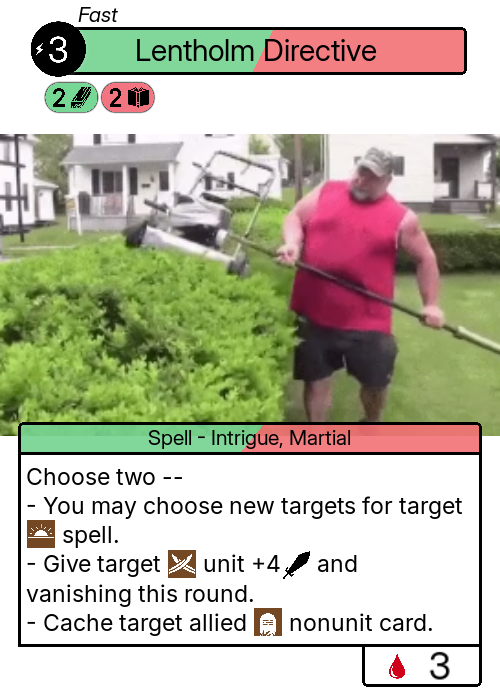 Fast
3
Lentholm Directive
2 2
Spell - Intrigue, Martial
Choose two --
- You may choose new targets for target
spell.
- Give target unit +4 and
vanishing this round.
- Cache target allied nonunit card.
3